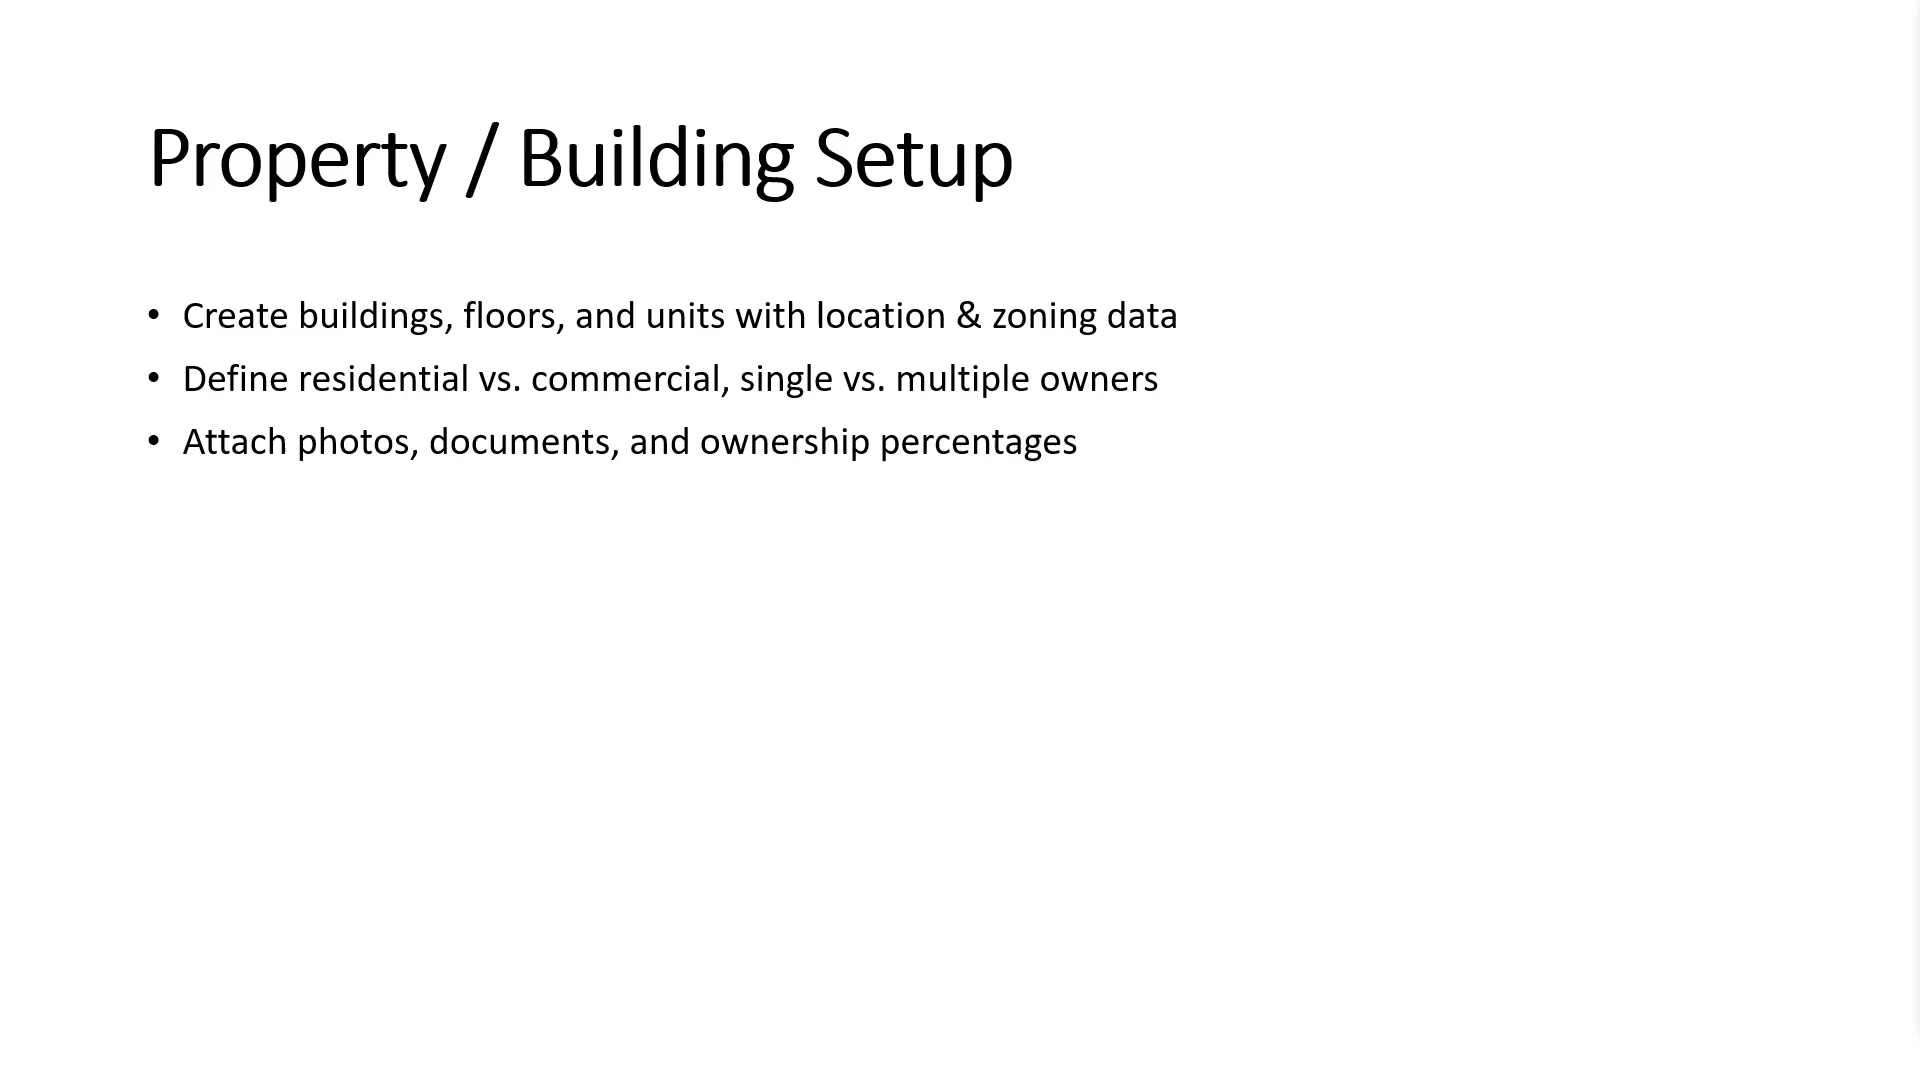 Property / Building Setup
• Create buildings, floors, and units with location & zoning data
• Define residential vs. commercial, single vs. multiple owners
• Attach photos, documents, and ownership percentages